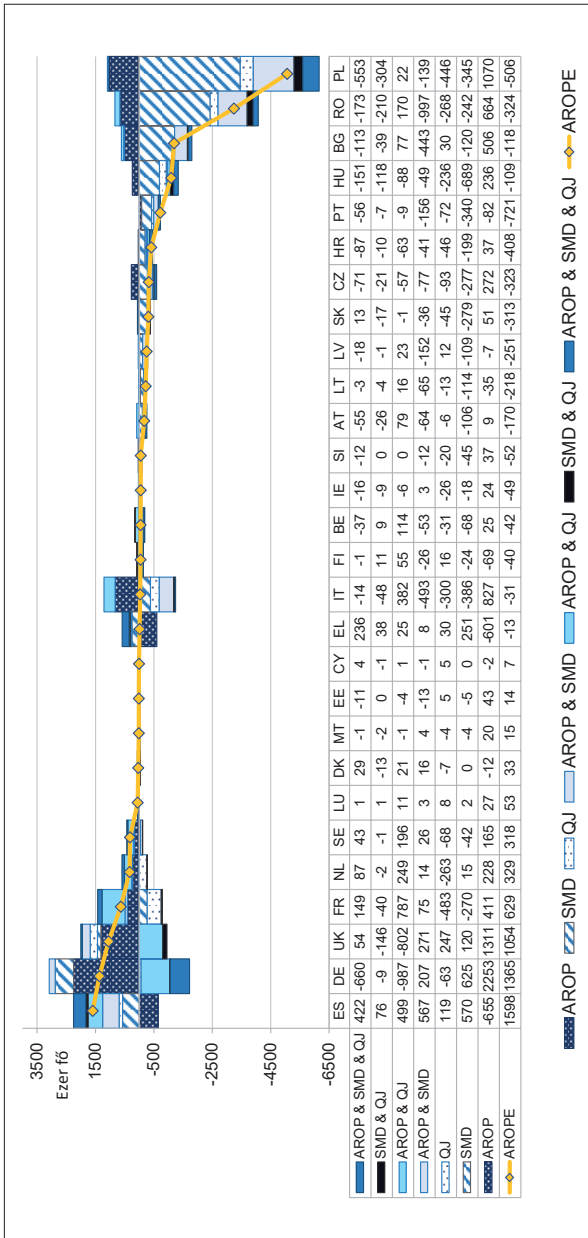 Ezer fő
3500
1500
-500
-2500
-4500
-6500
ES DE UK FR NL SE LU DK MT EE CY EL IT FI BE IE SI AT LT LV SK CZ HR PT HU BG RO PL
AROP & SMD & QJ 422 -660 54 149 87 43 1 29 -1 -11 4 236 -14 -1 -37 -16 -12 -55 -3 -18 13 -71 -87 -56 -151 -113 -173 -553
SMD & QJ 76 -9 -146 -40 -2 -1 1 -13 -2 0 -1 38 -48 11 9 -9 0 -26 -4 -1 -17 -21 -10 -7 -118 -39 -210 -304
AROP & QJ 499 -987 -802 787 249 196 11 21 -1 -4 1 25 382 55 114 -6 0 79 16 23 -1 -57 -63 -9 -88 77 170 22
AROP & SMD 567 207 271 75 14 26 3 16 4 -13 -1 8 -493 -26 -53 3 -12 -64 -65 -152 -36 -77 -41 -156 -49 -443 -997 -139
QJ 119 -63 247 -483 -263 -68 8 -7 -4 5 5 30 -300 16 -31 -26 -20 -6 -13 12 -45 -93 -46 -72 -236 30 -268 -446
SMD 570 625 120 -270 15 -42 2 0 -4 -5 0 251 -386 -24 -68 -18 -45 -106 -114 -109 -279 -277 -199 -340 -689 -120 -242 -345
AROP -655 2253 1311 411 228 165 27 -12 20 43 -2 -601 827 -69 25 24 37 9 -35 -7 51 272 37 -82 236 506 664 1070
AROPE 1598 1365 1054 629 329 318 53 33 15 14 7 -13 -31 -40 -42 -49 -52 -170 -218 -251 -313 -323 -408 -721 -109 -118 -324 -506
AROP SMD QJ AROP & SMD AROP & QJ SMD & QJ AROP & SMD & QJ AROPE